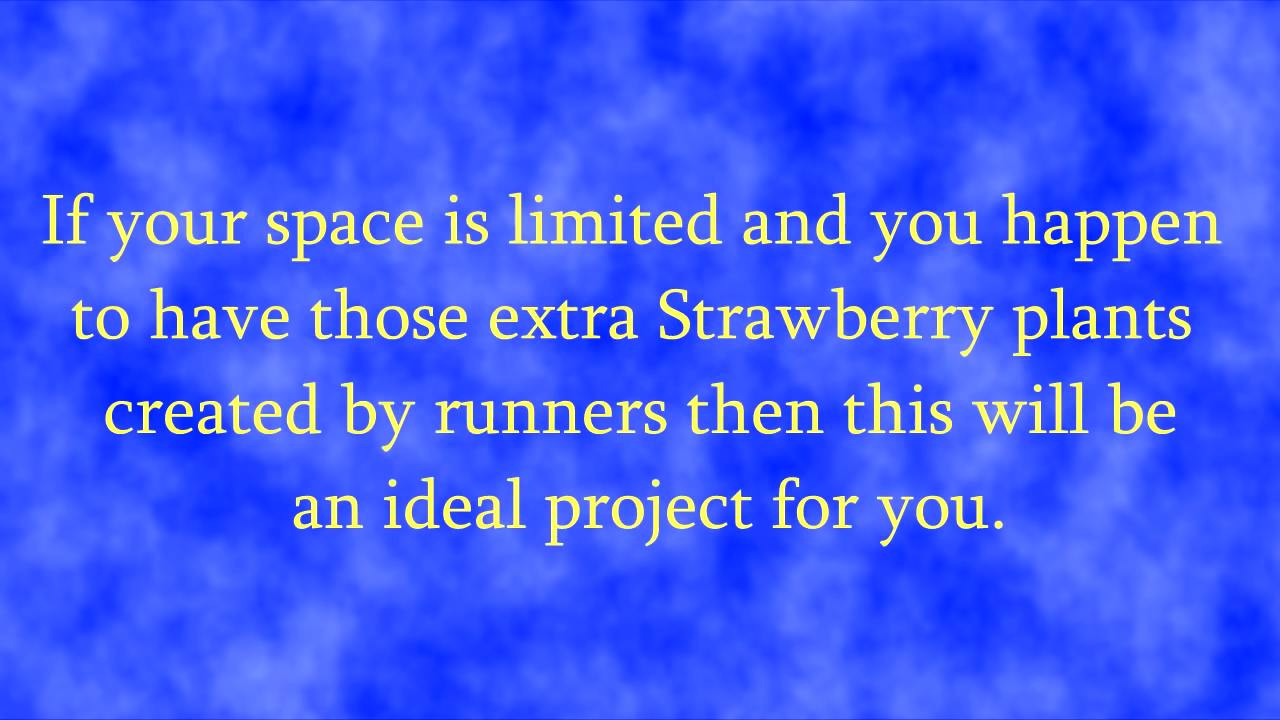 If your space is limited and you happen
to have those extra Strawberry plants
created by runners then this will be
an ideal project for you.